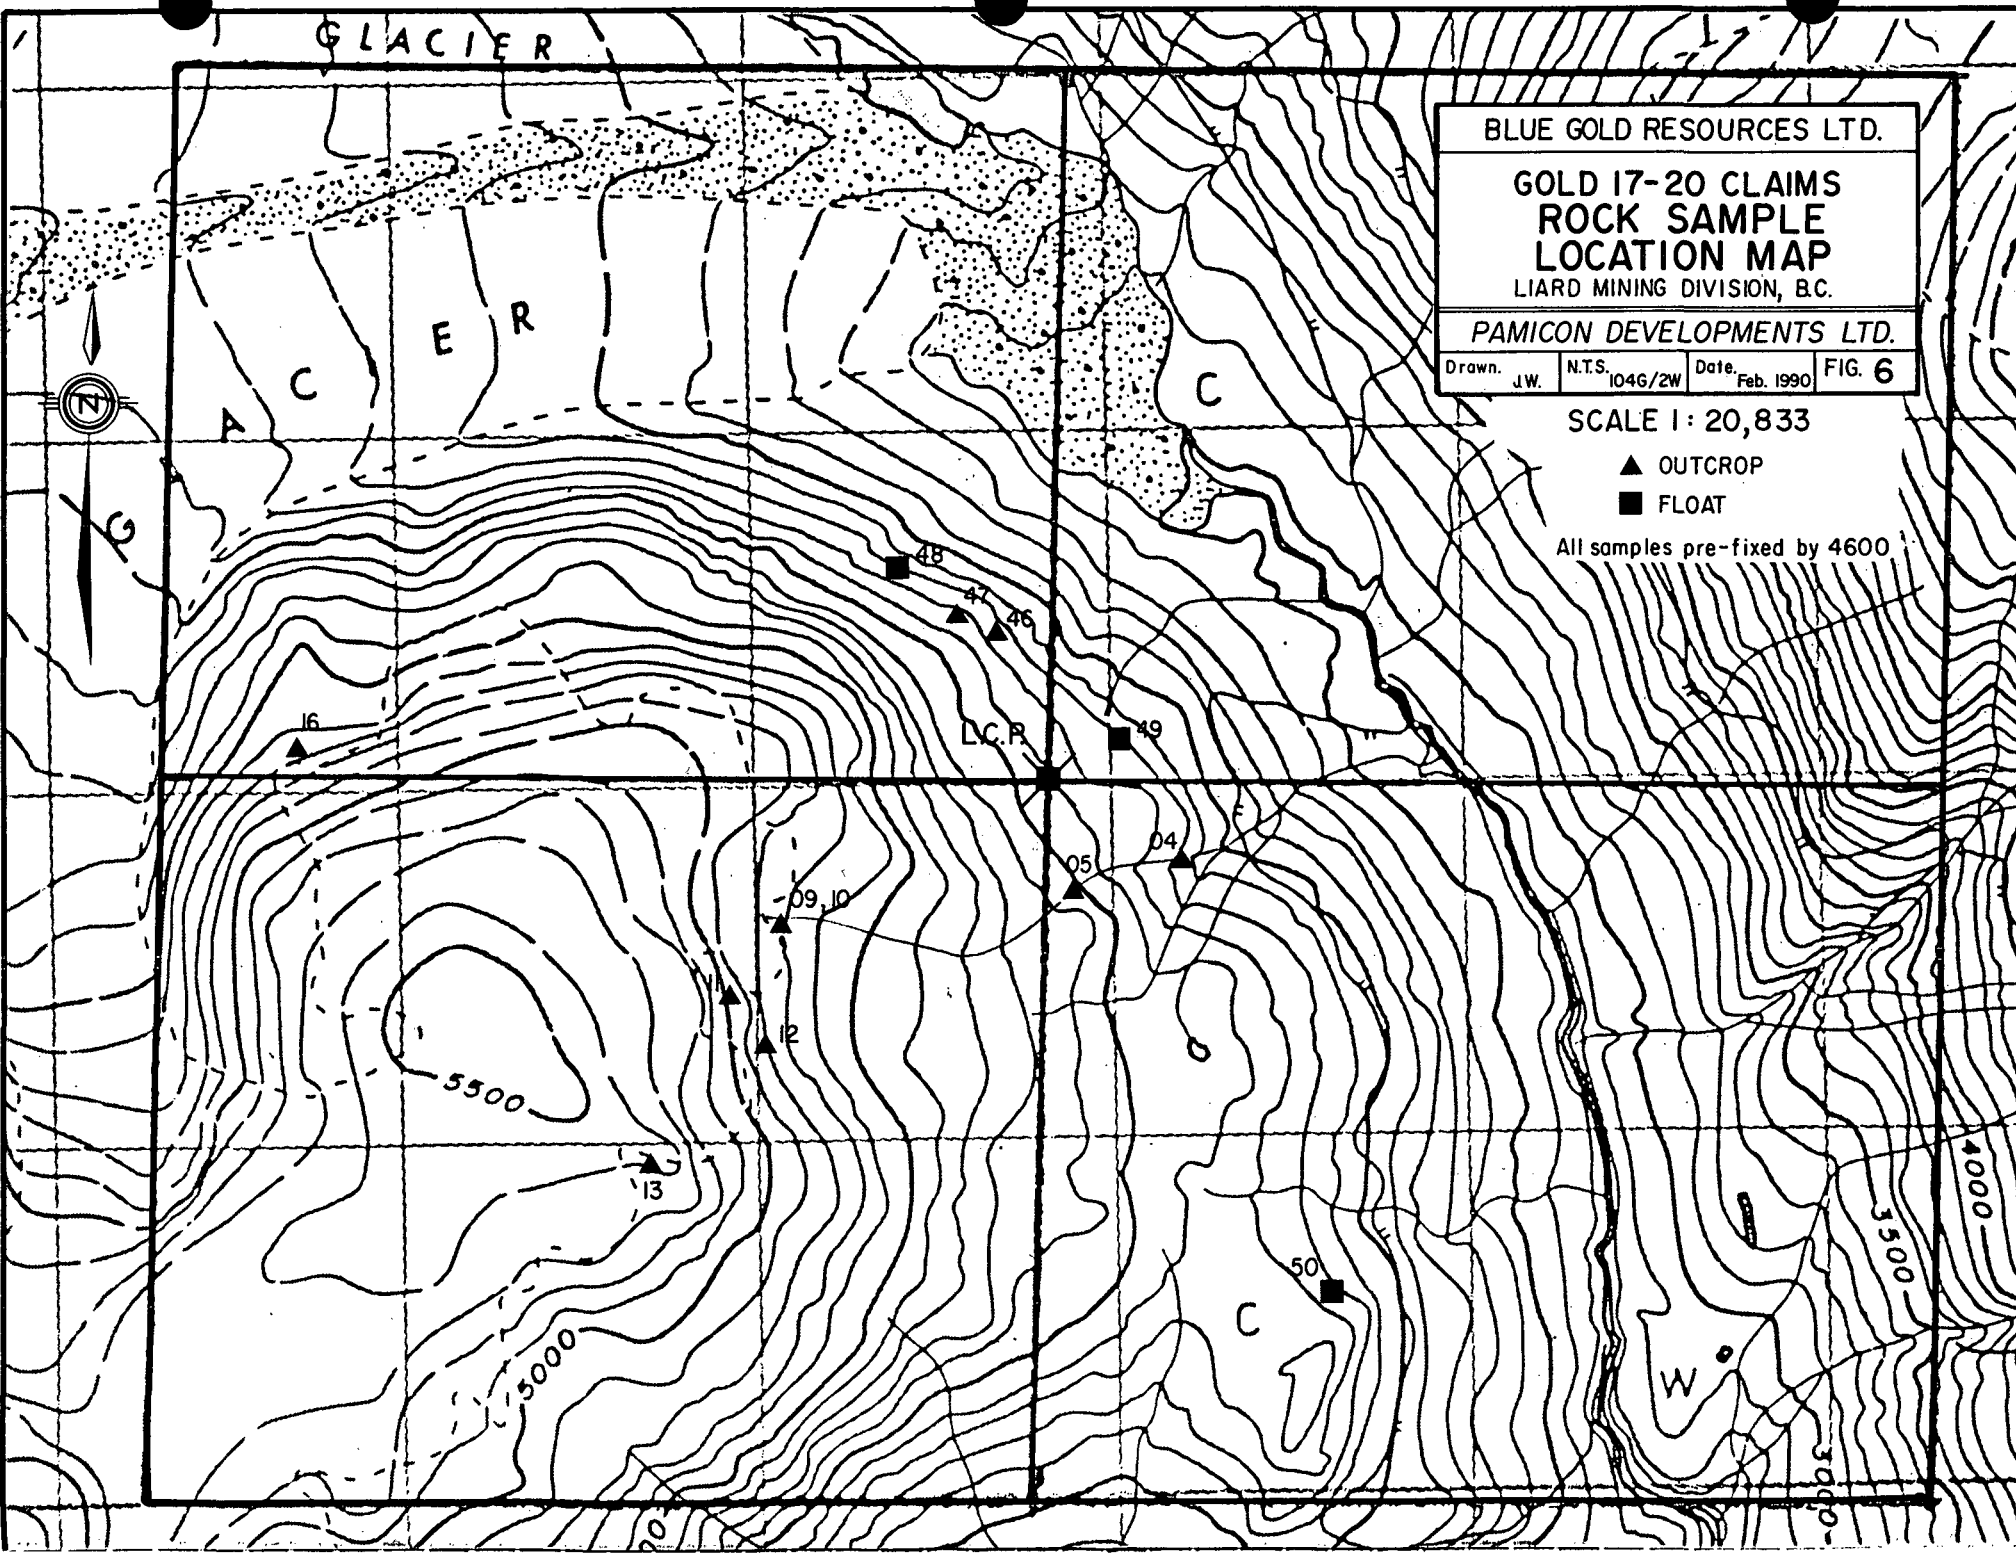 GLACIER
BLUE GOLD RESOURCES LTD.
GOLD 17-20 CLAIMS
ROCK SAMPLE
LOCATION MAP
LIARD MINING DIVISION, B.C.
PAMICON DEVELOPMENTS LTD.
Drawn. J.W.
N.T.S. 104G/2W
Date. Feb. 1990
FIG. 6
SCALE 1:20,833
▲ OUTCROP
■ FLOAT
All samples pre-fixed by 4600
G
A
C
E
R
C
N
48
47
46
16
L.C.P.
49
04
05
09,10
11
12
5500
13
50
C
W
5000
3500
4000
3000